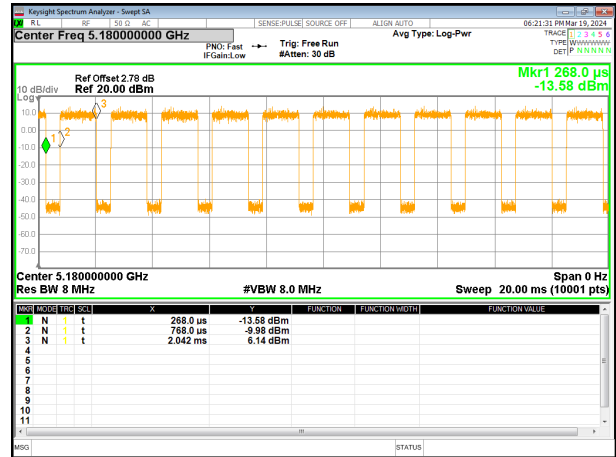 Keysight Spectrum Analyzer - Swept SA
RL RF 50 Ω AC SENSE:PULSE SOURCE OFF ALIGN AUTO 06:21:31 PM Mar 19, 2024
Center Freq 5.180000000 GHz Avg Type: Log-Pwr TRACE 1 2 3 4 5 6
PNO: Fast Trig: Free Run TYPE WWWWWW
IFGain:Low #Atten: 30 dB DET P N N N N N
Mkr1 268.0 µs
Ref Offset 2.78 dB
10 dB/div Ref 20.00 dBm -13.58 dBm
Log
10.0
0.00
-10.0
-20.0
-30.0
-40.0
-50.0
-60.0
-70.0
1
2
3
Center 5.180000000 GHz Span 0 Hz
Res BW 8 MHz #VBW 8.0 MHz Sweep 20.00 ms (10001 pts)
MKR MODE TRC SCL X Y FUNCTION FUNCTION WIDTH FUNCTION VALUE
1 N 1 t 268.0 µs -13.58 dBm
2 N 1 t 768.0 µs -9.98 dBm
3 N 1 t 2.042 ms 6.14 dBm
4
5
6
7
8
9
10
11
MSG STATUS